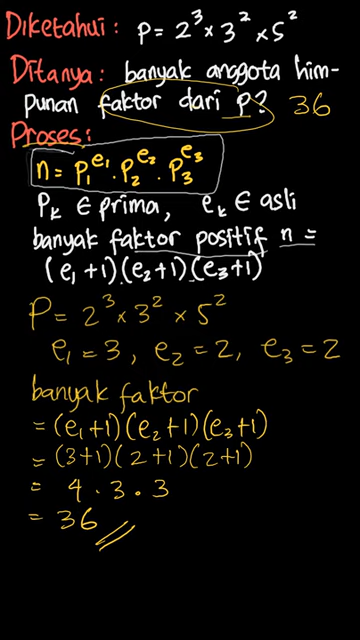 Diketahui: P = 2³ × 3² × 5²
Ditanya: banyak anggota him-
punan faktor dari P? 36
Proses:
n = P₁^e₁ . P₂^e₂ . P₃^e₃
Pₖ ∈ prima, eₖ ∈ asli
banyak faktor positif n =
(e₁+1)(e₂+1)(e₃+1)
P = 2³ × 3² × 5²
e₁ = 3, e₂ = 2, e₃ = 2
banyak faktor
= (e₁+1)(e₂+1)(e₃+1)
= (3+1)(2+1)(2+1)
= 4 . 3 . 3
= 36